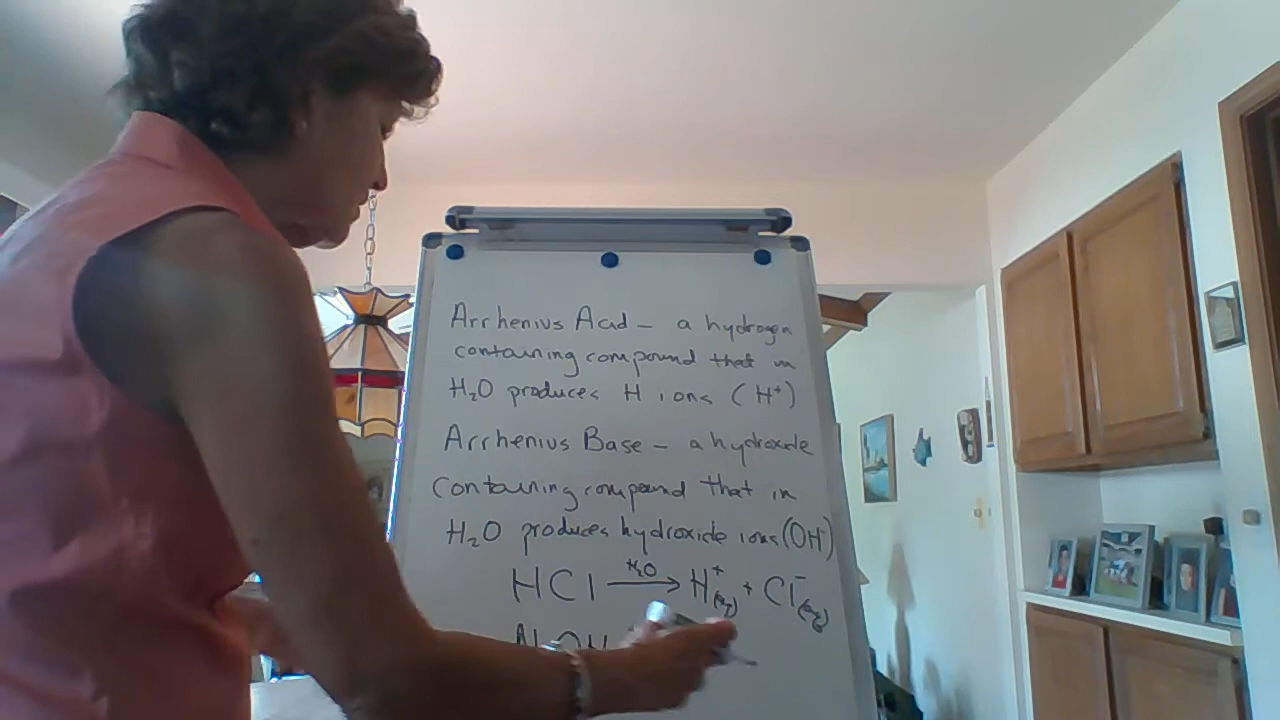 Arrhenius Acid – a hydrogen
containing compound that in
H₂O produces H ions (H⁺)
Arrhenius Base – a hydroxide
containing compound that in
H₂O produces hydroxide ions (OH⁻)
HCl —H₂O→ H⁺(aq) + Cl⁻(aq)